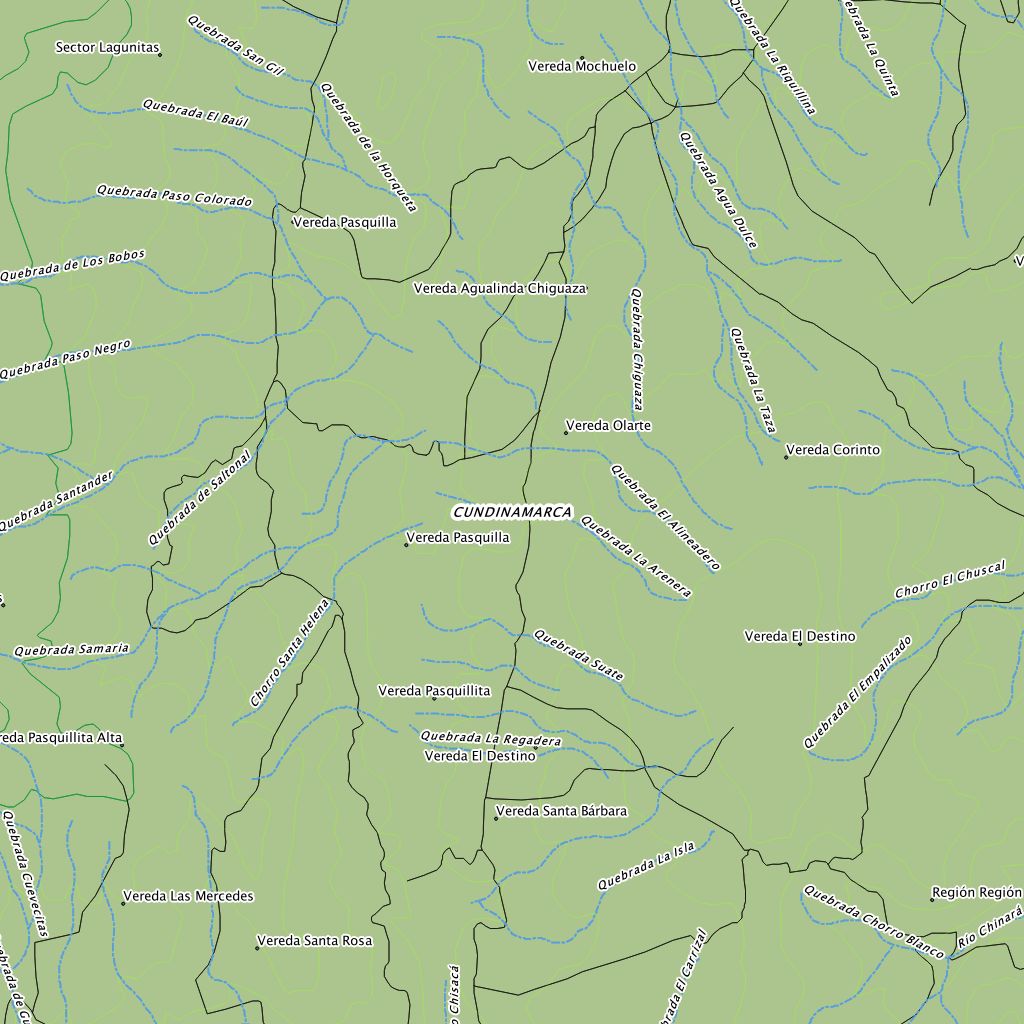 Quebrada La Riquillina
Quebrada La Quinta
Quebrada San Gil
Sector Lagunitas
Vereda Mochuelo
Quebrada de la Horqueta
Quebrada El Baúl
Quebrada Agua Dulce
Quebrada Paso Colorado
Vereda Pasquilla
Quebrada de Los Bobos
Vereda Agualinda Chiguaza
Quebrada Chiguaza
Quebrada Paso Negro
Quebrada La Taza
Vereda Olarte
Vereda Corinto
Quebrada de Saltonal
Quebrada Santander
Quebrada El Alineadero
CUNDINAMARCA
Quebrada La Arenera
Vereda Pasquilla
Chorro El Chuscal
Chorro Santa Helena
Quebrada Suate
Vereda El Destino
Quebrada Samaria
Quebrada El Empalizado
Vereda Pasquillita
reda Pasquillita Alta
Quebrada La Regadera
Vereda El Destino
Vereda Santa Bárbara
Quebrada Cuevecitas
Quebrada La Isla
Vereda Las Mercedes
Quebrada Chorro Blanco
Región Región
Río Chinará
Vereda Santa Rosa
Quebrada El Carrizal
o Chisacá